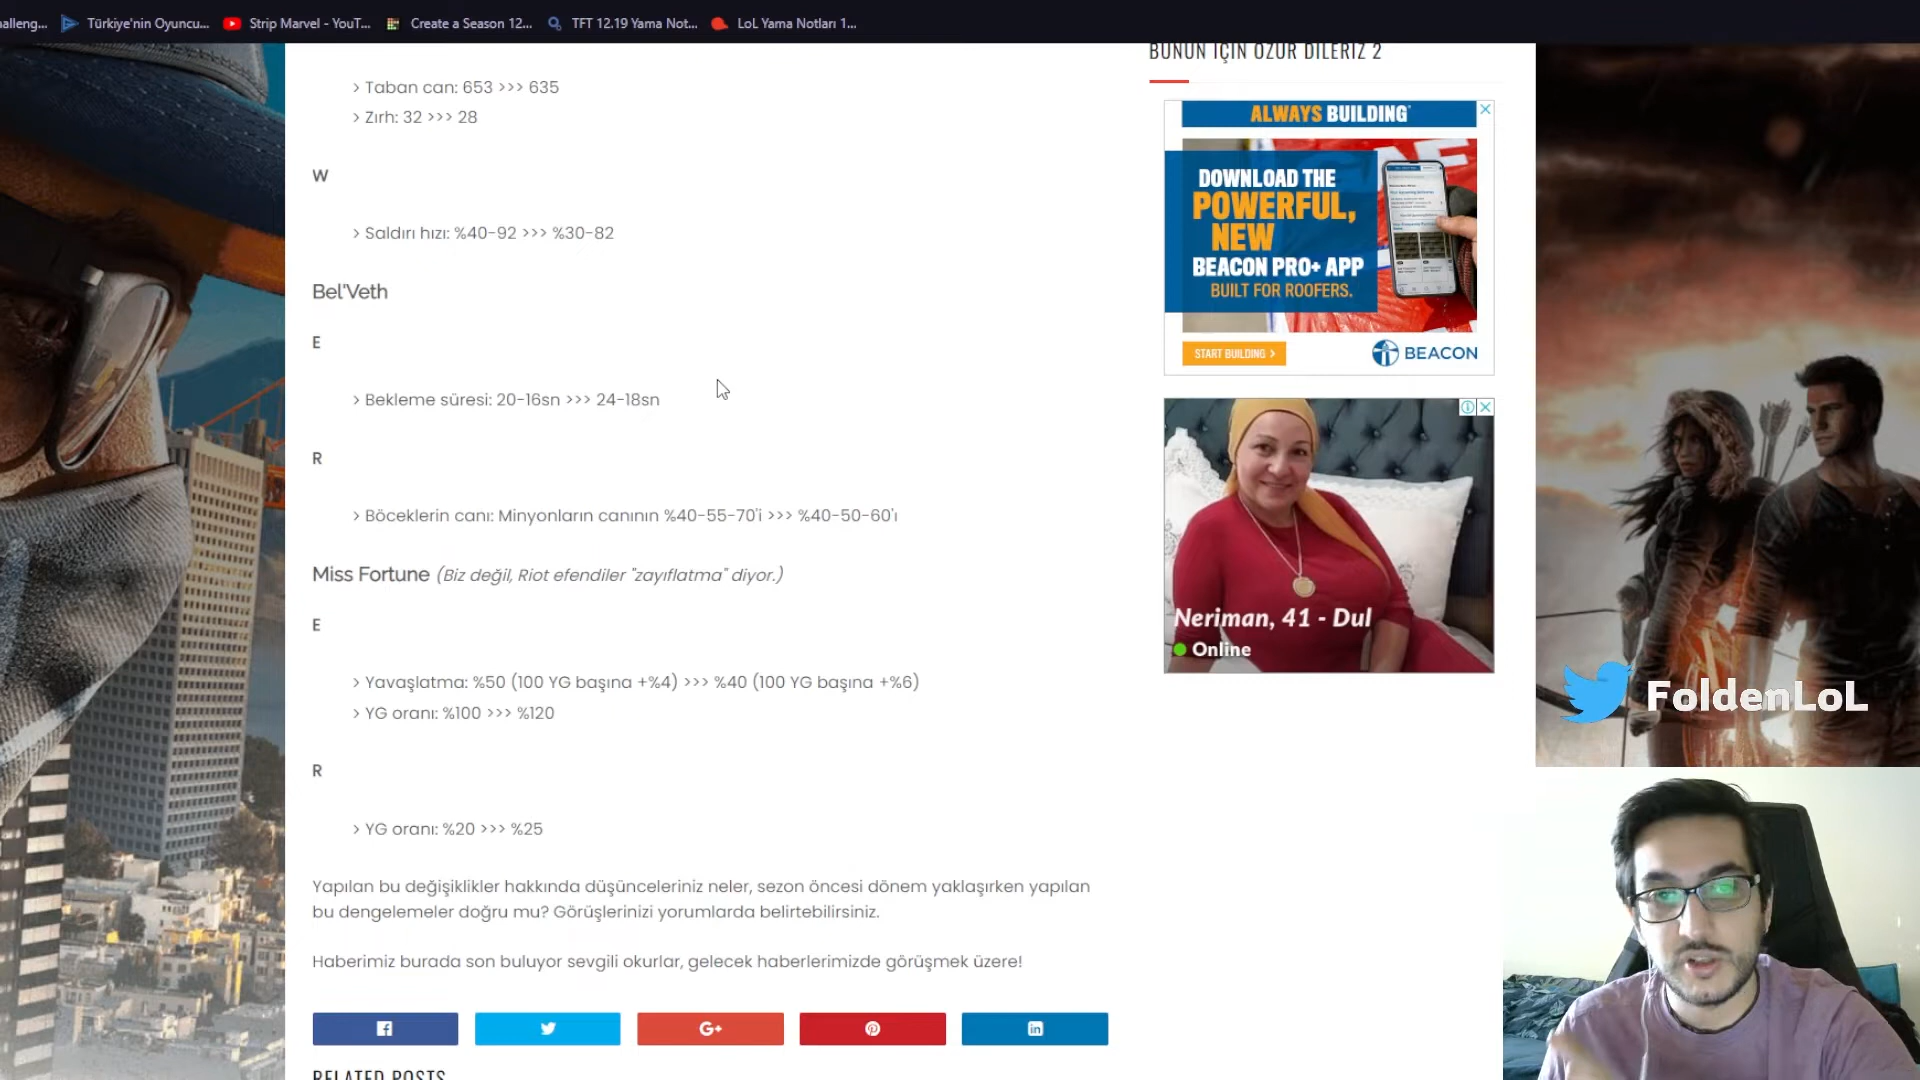 alleng...
Türkiye'nin Oyuncu...
Strip Marvel - YouT...
Create a Season 12...
TFT 12.19 Yama Not...
LoL Yama Notları 1...
> Taban can: 653 >>> 635
> Zırh: 32 >>> 28
W
> Saldırı hızı: %40-92 >>> %30-82
Bel'Veth
E
> Bekleme süresi: 20-16sn >>> 24-18sn
R
> Böceklerin canı: Minyonların canının %40-55-70'i >>> %40-50-60'ı
Miss Fortune (Biz değil, Riot efendiler "zayıflatma" diyor.)
E
> Yavaşlatma: %50 (100 YG başına +%4) >>> %40 (100 YG başına +%6)
> YG oranı: %100 >>> %120
R
> YG oranı: %20 >>> %25
Yapılan bu değişiklikler hakkında düşünceleriniz neler, sezon öncesi dönem yaklaşırken yapılan
bu dengelemeler doğru mu? Görüşlerinizi yorumlarda belirtebilirsiniz.
Haberimiz burada son buluyor sevgili okurlar, gelecek haberlerimizde görüşmek üzere!
G+
in
RELATED POSTS
BUNUN İÇİN ÖZÜR DİLERİZ 2
ALWAYS BUILDING
DOWNLOAD THE
POWERFUL,
NEW
BEACON PRO+ APP
BUILT FOR ROOFERS.
START BUILDING >
BEACON
Neriman, 41 - Dul
Online
FoldenLoL